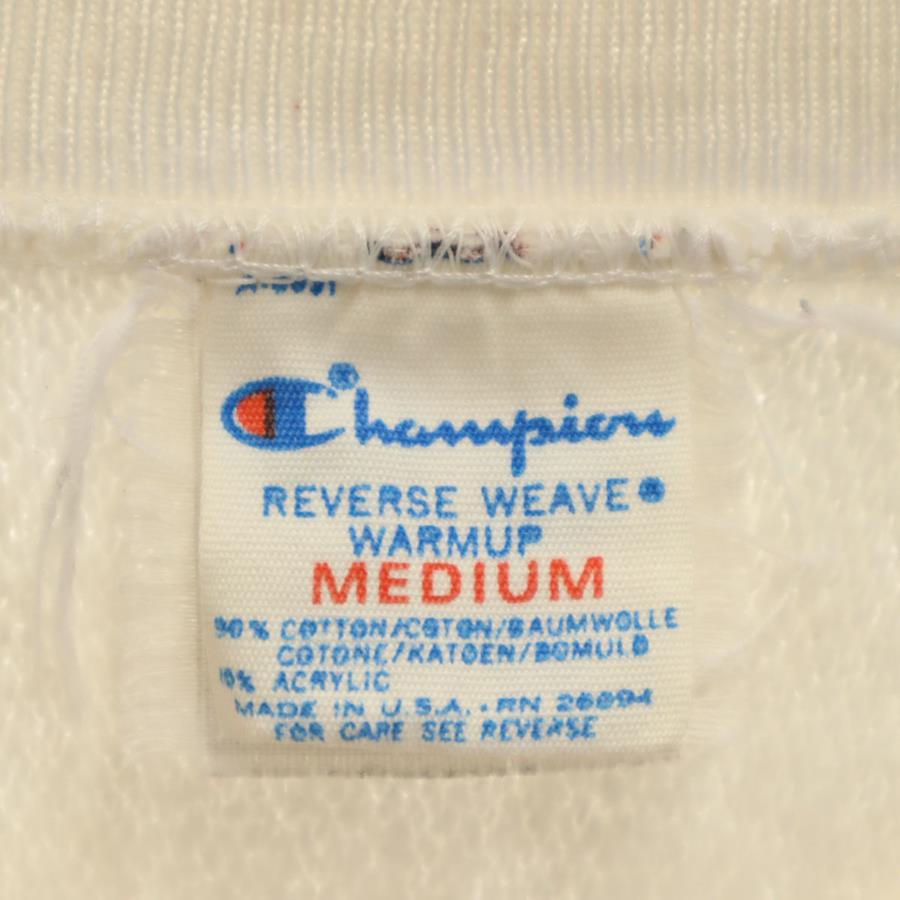 Champion®
REVERSE WEAVE®
WARMUP
MEDIUM
90% COTTON/COTON/BAUMWOLLE
COTONE/KATOEN/BOMULD
10% ACRYLIC
MADE IN U.S.A. · RN 26094
FOR CARE SEE REVERSE